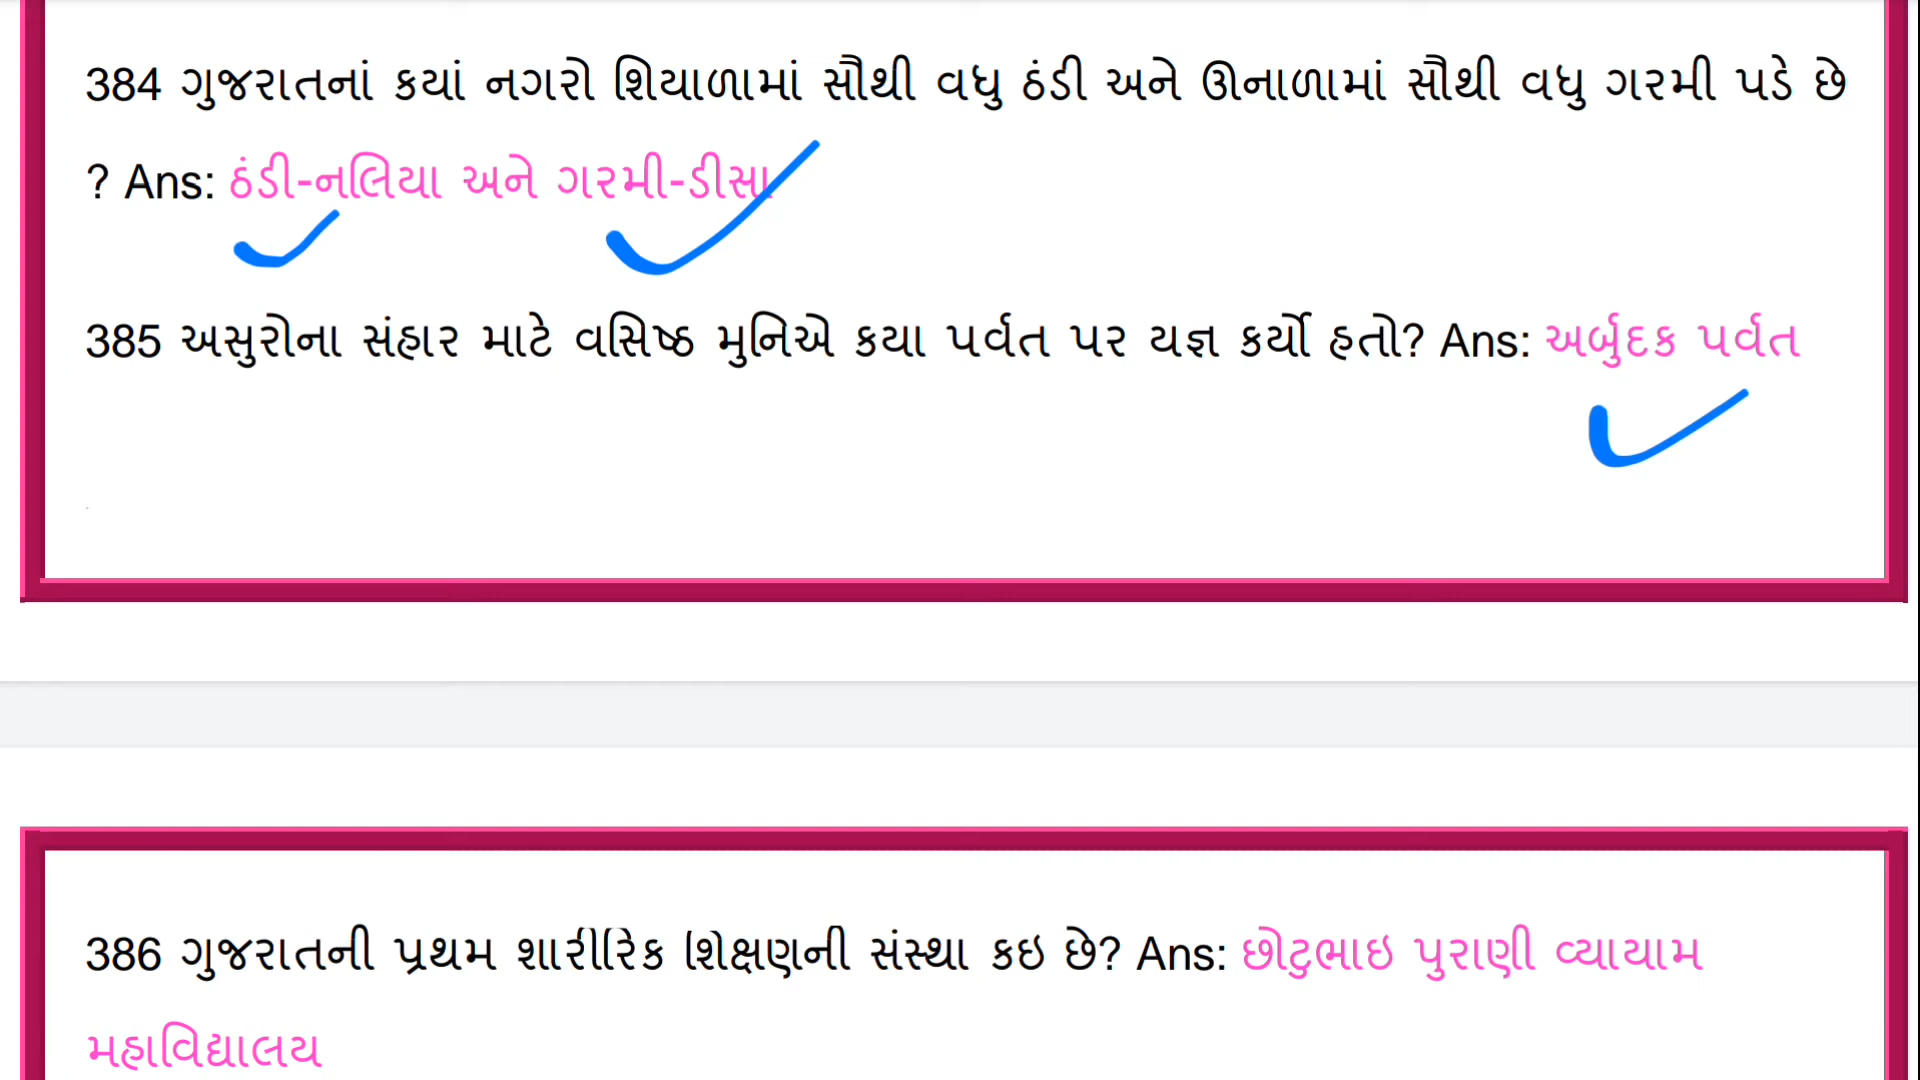 384 ગુજરાતનાં કયાં નગરો શિયાળામાં સૌથી વધુ ઠંડી અને ઊનાળામાં સૌથી વધુ ગરમી પડે છે
? Ans: ઠંડી-નલિયા અને ગરમી-ડીસા
385 અસુરોના સંહાર માટે વસિષ્ઠ મુનિએ કયા પર્વત પર યજ્ઞ કર્યો હતો? Ans: અર્બુદક પર્વત
386 ગુજરાતની પ્રથમ શારીરિક શિક્ષણની સંસ્થા કઇ છે? Ans: છોટુભાઇ પુરાણી વ્યાયામ
મહાવિદ્યાલય